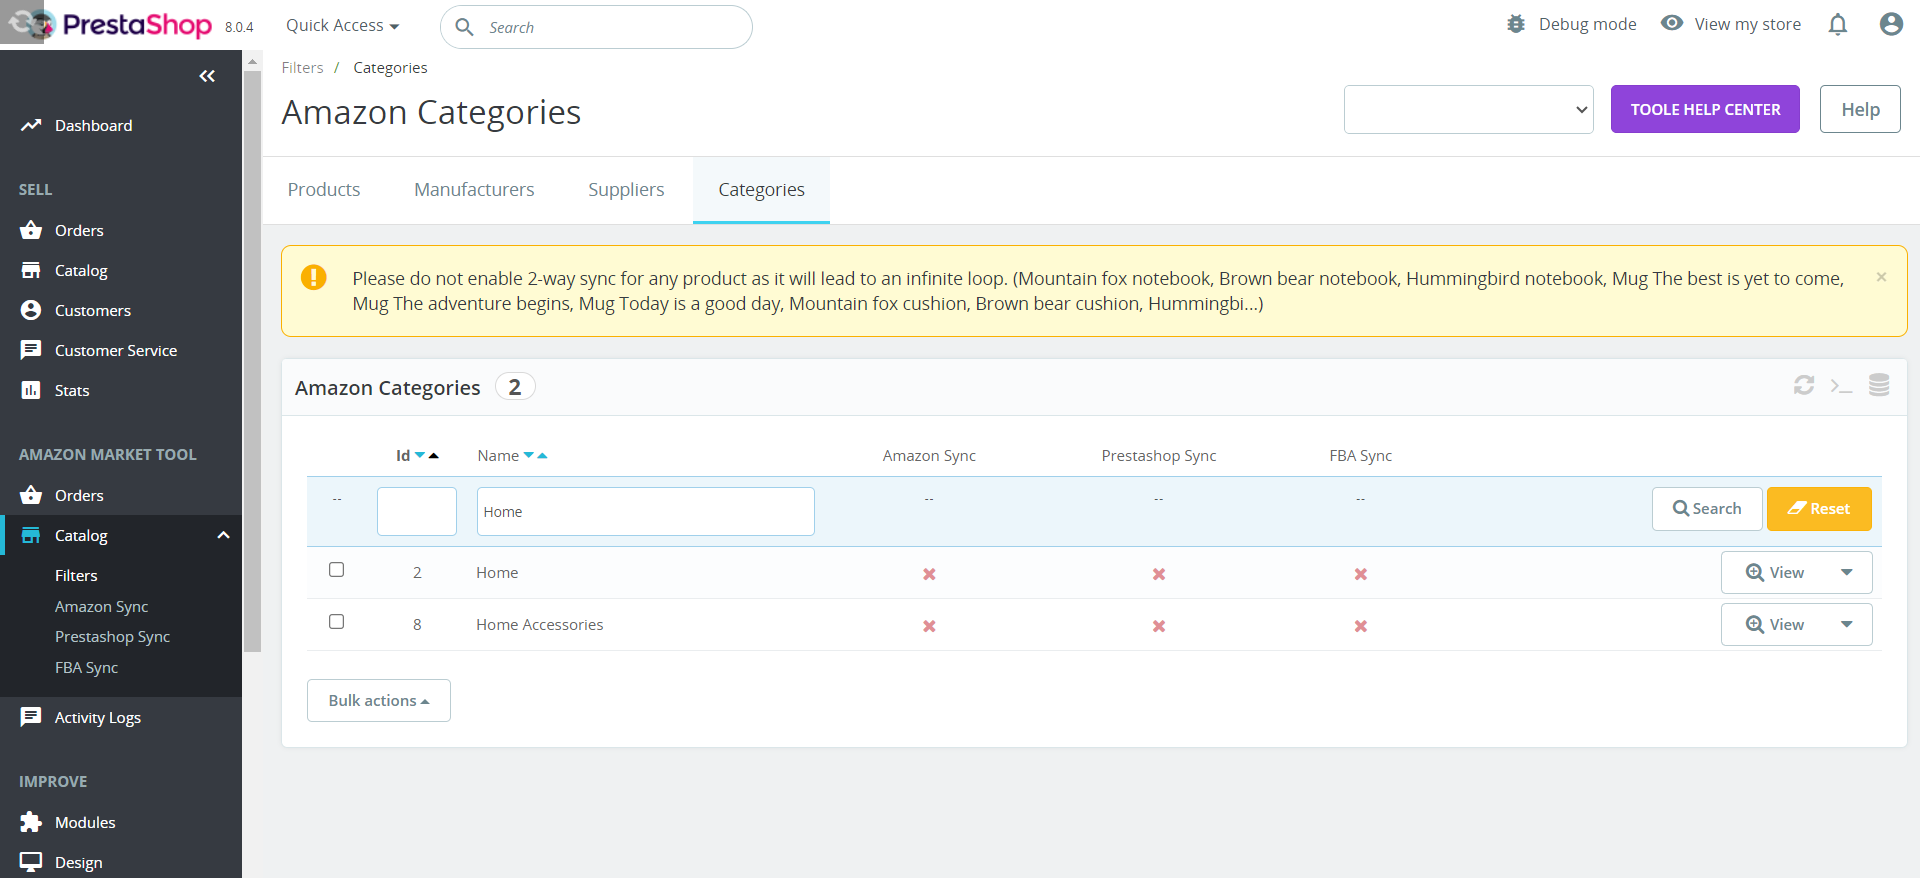 PrestaShop 8.0.4
Quick Access
Search
Debug mode
View my store
Dashboard
SELL
Orders
Catalog
Customers
Customer Service
Stats
AMAZON MARKET TOOL
Orders
Catalog
Filters
Amazon Sync
Prestashop Sync
FBA Sync
Activity Logs
IMPROVE
Modules
Design
Filters / Categories
Amazon Categories
TOOLE HELP CENTER
Help
Products Manufacturers Suppliers Categories
Please do not enable 2-way sync for any product as it will lead to an infinite loop. (Mountain fox notebook, Brown bear notebook, Hummingbird notebook, Mug The best is yet to come,
Mug The adventure begins, Mug Today is a good day, Mountain fox cushion, Brown bear cushion, Hummingbi...)
Amazon Categories 2
Id Name Amazon Sync Prestashop Sync FBA Sync
-- Home -- -- -- Search Reset
2 Home View
8 Home Accessories View
Bulk actions